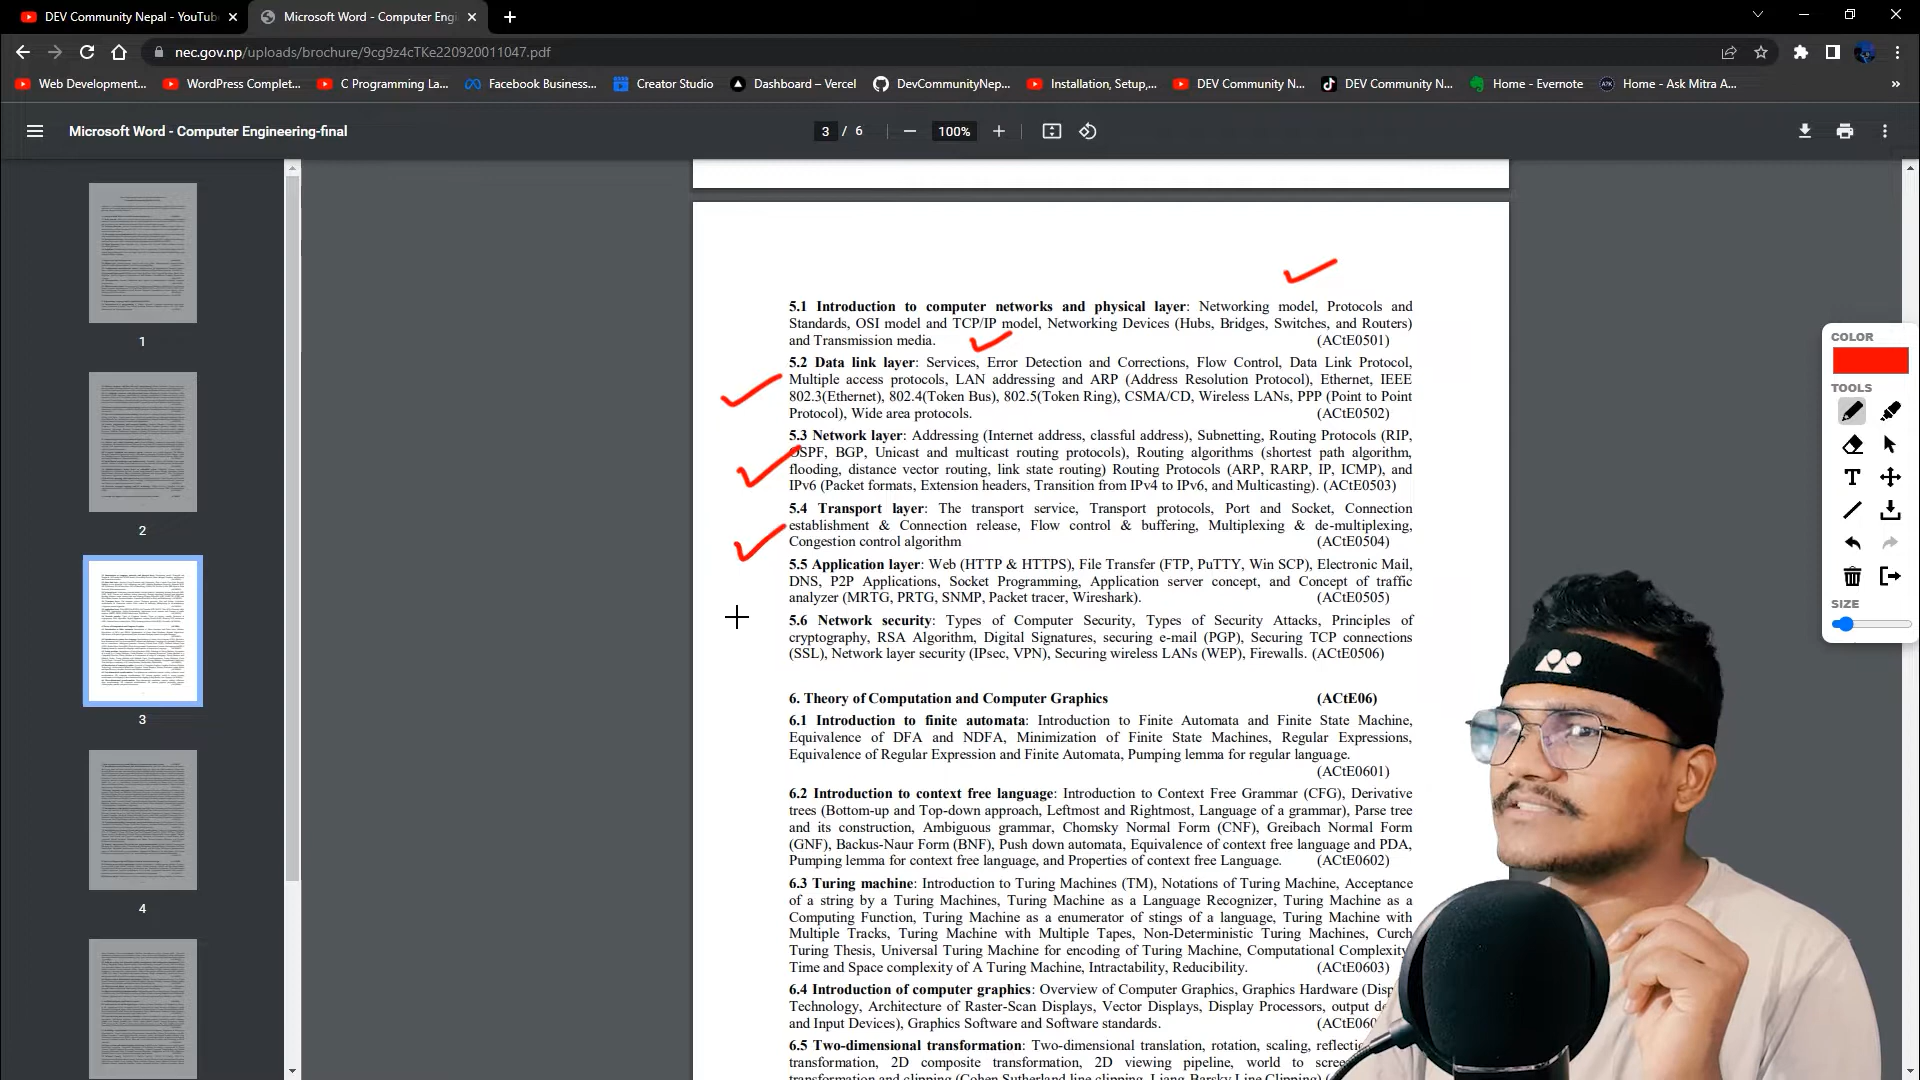 DEV Community Nepal - YouTub
Microsoft Word - Computer Engi
nec.gov.np/uploads/brochure/9cg9z4cTKe220920011047.pdf
Web Development...
WordPress Complet...
C Programming La...
Facebook Business...
Creator Studio
Dashboard – Vercel
DevCommunityNep...
Installation, Setup,...
DEV Community N...
DEV Community N...
Home - Evernote
Home - Ask Mitra A...
Microsoft Word - Computer Engineering-final
3 / 6
100%
1
2
3
4
5.1 Introduction to computer networks and physical layer: Networking model, Protocols and
Standards, OSI model and TCP/IP model, Networking Devices (Hubs, Bridges, Switches, and Routers)
and Transmission media. (ACtE0501)
5.2 Data link layer: Services, Error Detection and Corrections, Flow Control, Data Link Protocol,
Multiple access protocols, LAN addressing and ARP (Address Resolution Protocol), Ethernet, IEEE
802.3(Ethernet), 802.4(Token Bus), 802.5(Token Ring), CSMA/CD, Wireless LANs, PPP (Point to Point
Protocol), Wide area protocols. (ACtE0502)
5.3 Network layer: Addressing (Internet address, classful address), Subnetting, Routing Protocols (RIP,
OSPF, BGP, Unicast and multicast routing protocols), Routing algorithms (shortest path algorithm,
flooding, distance vector routing, link state routing) Routing Protocols (ARP, RARP, IP, ICMP), and
IPv6 (Packet formats, Extension headers, Transition from IPv4 to IPv6, and Multicasting). (ACtE0503)
5.4 Transport layer: The transport service, Transport protocols, Port and Socket, Connection
establishment & Connection release, Flow control & buffering, Multiplexing & de-multiplexing,
Congestion control algorithm (ACtE0504)
5.5 Application layer: Web (HTTP & HTTPS), File Transfer (FTP, PuTTY, Win SCP), Electronic Mail,
DNS, P2P Applications, Socket Programming, Application server concept, and Concept of traffic
analyzer (MRTG, PRTG, SNMP, Packet tracer, Wireshark). (ACtE0505)
5.6 Network security: Types of Computer Security, Types of Security Attacks, Principles of
cryptography, RSA Algorithm, Digital Signatures, securing e-mail (PGP), Securing TCP connections
(SSL), Network layer security (IPsec, VPN), Securing wireless LANs (WEP), Firewalls. (ACtE0506)
6. Theory of Computation and Computer Graphics (ACtE06)
6.1 Introduction to finite automata: Introduction to Finite Automata and Finite State Machine,
Equivalence of DFA and NDFA, Minimization of Finite State Machines, Regular Expressions,
Equivalence of Regular Expression and Finite Automata, Pumping lemma for regular language.
(ACtE0601)
6.2 Introduction to context free language: Introduction to Context Free Grammar (CFG), Derivative
trees (Bottom-up and Top-down approach, Leftmost and Rightmost, Language of a grammar), Parse tree
and its construction, Ambiguous grammar, Chomsky Normal Form (CNF), Greibach Normal Form
(GNF), Backus-Naur Form (BNF), Push down automata, Equivalence of context free language and PDA,
Pumping lemma for context free language, and Properties of context free Language. (ACtE0602)
6.3 Turing machine: Introduction to Turing Machines (TM), Notations of Turing Machine, Acceptance
of a string by a Turing Machines, Turing Machine as a Language Recognizer, Turing Machine as a
Computing Function, Turing Machine as a enumerator of stings of a language, Turing Machine with
Multiple Tracks, Turing Machine with Multiple Tapes, Non-Deterministic Turing Machines, Curch
Turing Thesis, Universal Turing Machine for encoding of Turing Machine, Computational Complexity,
Time and Space complexity of A Turing Machine, Intractability, Reducibility. (ACtE0603)
6.4 Introduction of computer graphics: Overview of Computer Graphics, Graphics Hardware (Disp
Technology, Architecture of Raster-Scan Displays, Vector Displays, Display Processors, output
and Input Devices), Graphics Software and Software standards. (ACtE060
6.5 Two-dimensional transformation: Two-dimensional translation, rotation, scaling, reflecti
transformation, 2D composite transformation, 2D viewing pipeline, world to scree
transformation and clipping (Cohen Sutherland line clipping, Liang-Barsky Line Clipping)
COLOR
TOOLS
SIZE